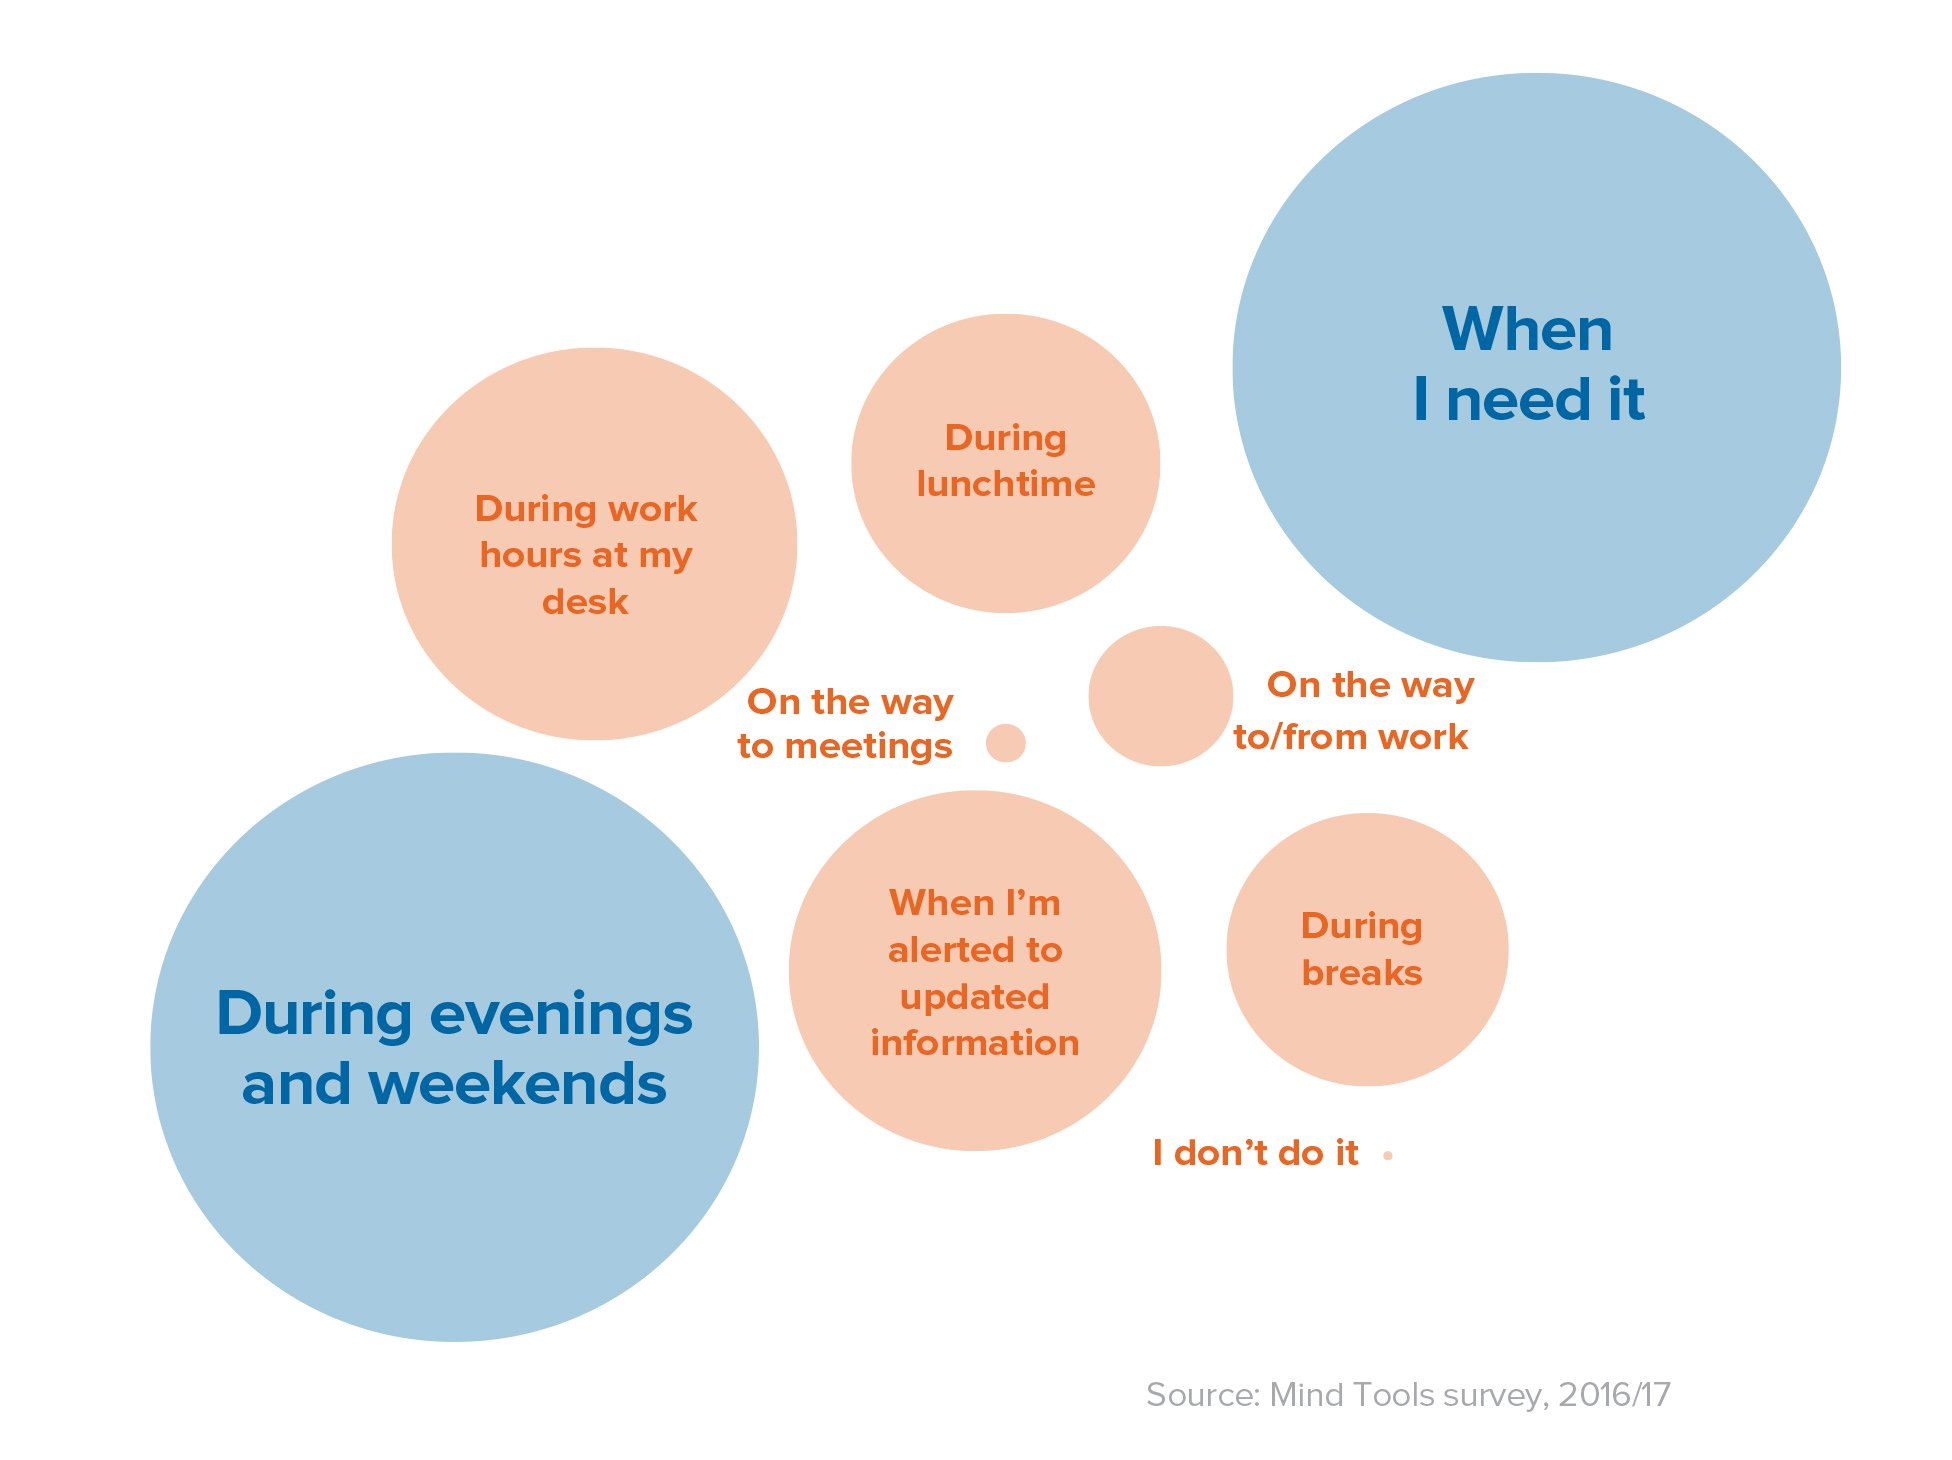 When
I need it
During
lunchtime
During work
hours at my
desk
On the way
to/from work
On the way
to meetings
When I’m
alerted to
updated
information
During
breaks
During evenings
and weekends
I don’t do it
Source: Mind Tools survey, 2016/17